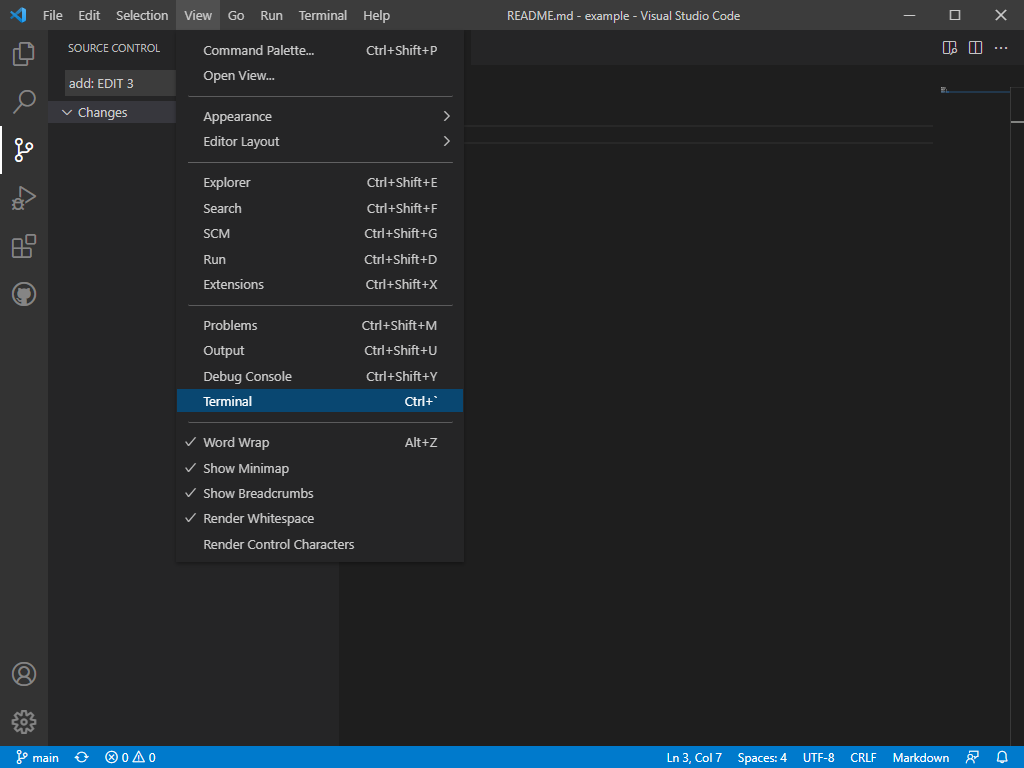 File Edit Selection View Go Run Terminal Help README.md - example - Visual Studio Code
SOURCE CONTROL
add: EDIT 3
Changes
Command Palette... Ctrl+Shift+P
Open View...
Appearance
Editor Layout
Explorer Ctrl+Shift+E
Search Ctrl+Shift+F
SCM Ctrl+Shift+G
Run Ctrl+Shift+D
Extensions Ctrl+Shift+X
Problems Ctrl+Shift+M
Output Ctrl+Shift+U
Debug Console Ctrl+Shift+Y
Terminal Ctrl+`
Word Wrap Alt+Z
Show Minimap
Show Breadcrumbs
Render Whitespace
Render Control Characters
main 0 0 Ln 3, Col 7 Spaces: 4 UTF-8 CRLF Markdown